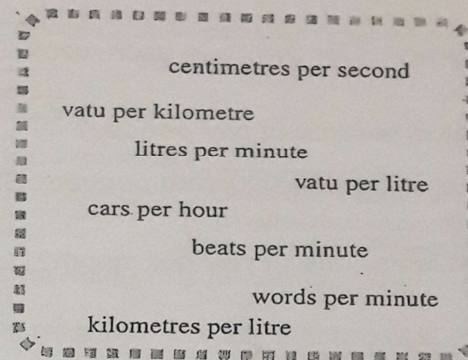 centimetres per second
vatu per kilometre
litres per minute
vatu per litre
cars per hour
beats per minute
words per minute
kilometres per litre